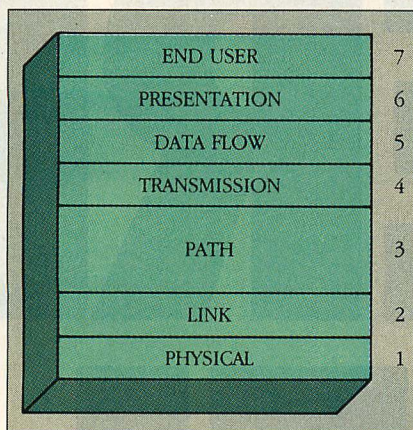 END USER 7
PRESENTATION 6
DATA FLOW 5
TRANSMISSION 4
PATH 3
LINK 2
PHYSICAL 1